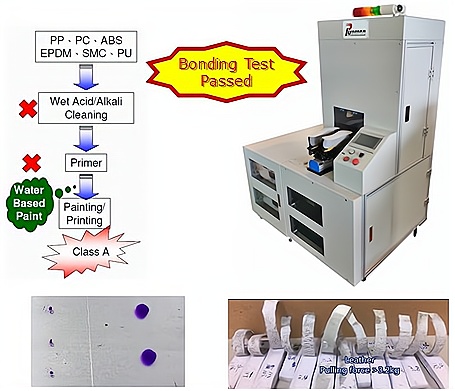 PP、PC、ABS
EPDM、SMC、PU
Wet Acid/Alkali
Cleaning
Primer
Water
Based
Paint
Painting/
Printing
Class A
Bonding Test
Passed
Leather
Pulling force >3.2kg